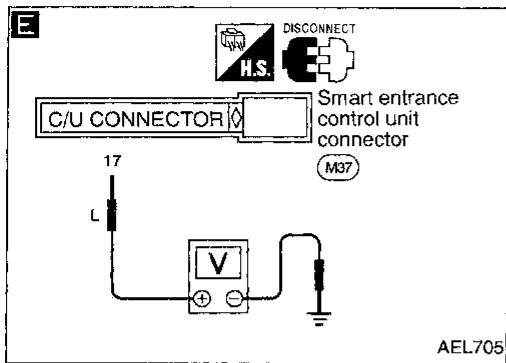 E
DISCONNECT
H.S.
C/U CONNECTOR
Smart entrance
control unit
connector
M37
17
L
V
+ −
AEL705